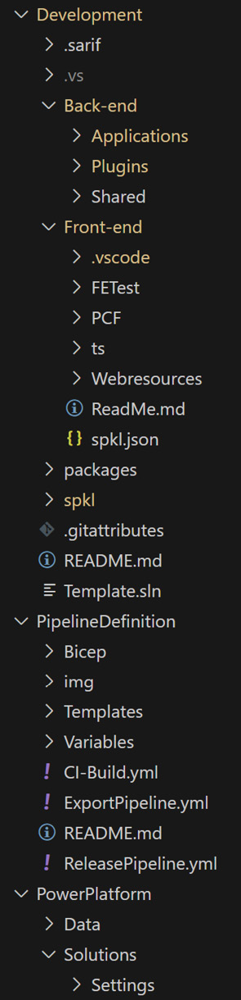 Development
.sarif
.vs
Back-end
Applications
Plugins
Shared
Front-end
.vscode
FETest
PCF
ts
Webresources
ReadMe.md
spkl.json
packages
spkl
.gitattributes
README.md
Template.sln
PipelineDefinition
Bicep
img
Templates
Variables
CI-Build.yml
ExportPipeline.yml
README.md
ReleasePipeline.yml
PowerPlatform
Data
Solutions
Settings